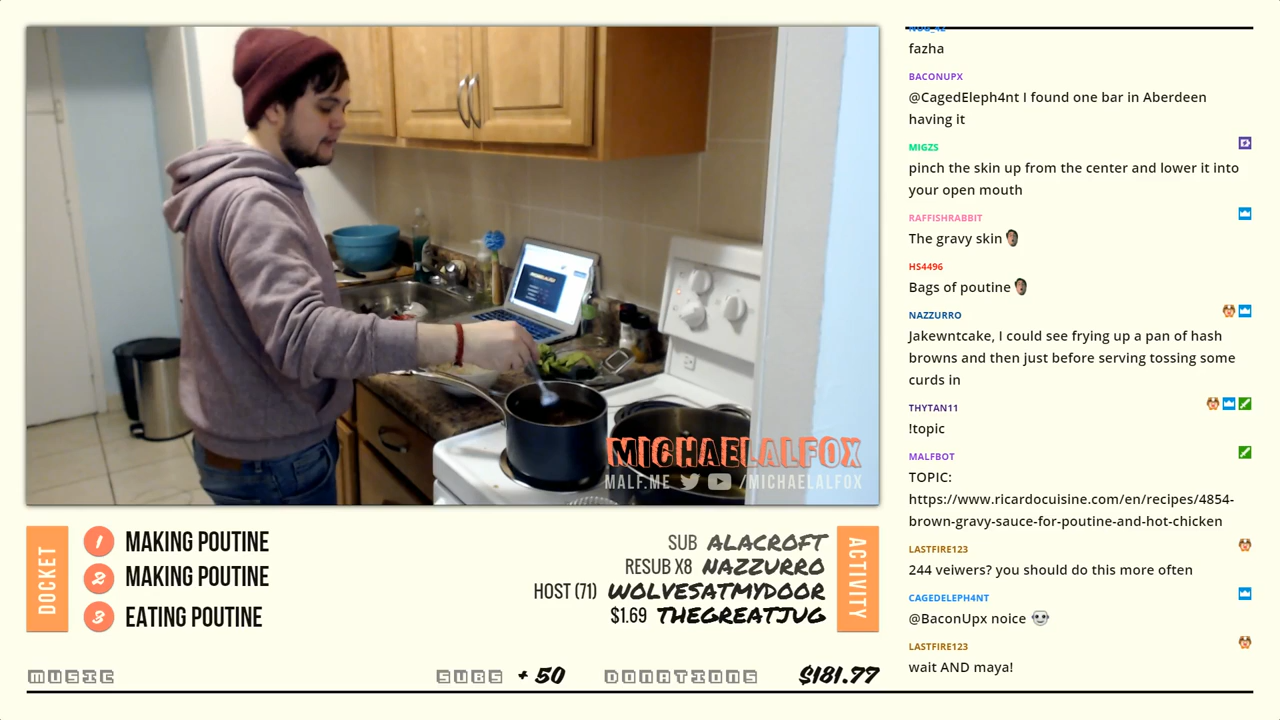 MICHAELALFOX
MALF.ME /MICHAELALFOX
DOCKET
1 MAKING POUTINE
2 MAKING POUTINE
3 EATING POUTINE
SUB ALACROFT
RESUB X8 NAZZURRO
HOST (71) WOLVESATMYDOOR
$1.69 THEGREATJUG
ACTIVITY
MUSIC
SUBS + 50
DONATIONS $181.77
fazha
BACONUPX
@CagedEleph4nt I found one bar in Aberdeen
having it
MIGZS
pinch the skin up from the center and lower it into
your open mouth
RAFFISHRABBIT
The gravy skin
HS4496
Bags of poutine
NAZZURRO
Jakewntcake, I could see frying up a pan of hash
browns and then just before serving tossing some
curds in
THYTAN11
!topic
MALFBOT
TOPIC:
https://www.ricardocuisine.com/en/recipes/4854-
brown-gravy-sauce-for-poutine-and-hot-chicken
LASTFIRE123
244 veiwers? you should do this more often
CAGEDELEPH4NT
@BaconUpx noice
LASTFIRE123
wait AND maya!